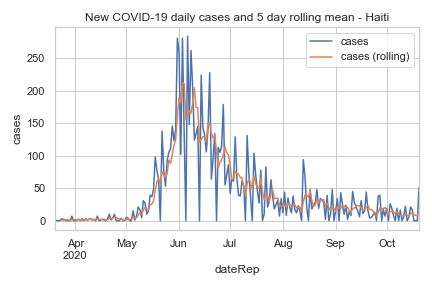 New COVID-19 daily cases and 5 day rolling mean - Haiti
cases
cases (rolling)
250
200
150
100
50
0
cases
Apr May Jun Jul Aug Sep Oct
2020
dateRep